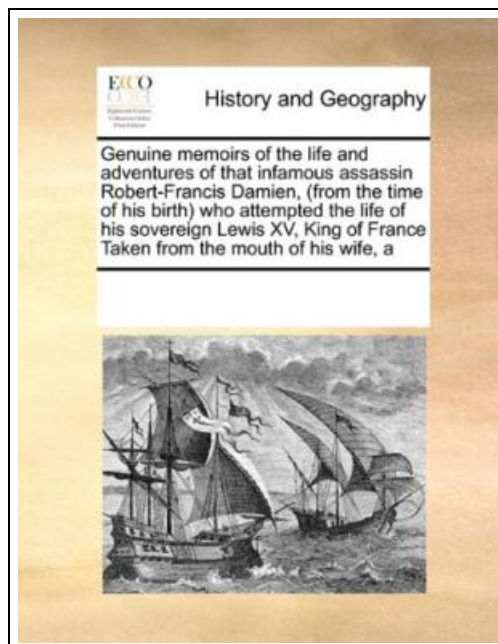 ECCO
History and Geography
Genuine memoirs of the life and
adventures of that infamous assassin
Robert-Francis Damien, (from the time
of his birth) who attempted the life of
his sovereign Lewis XV, King of France
Taken from the mouth of his wife, a